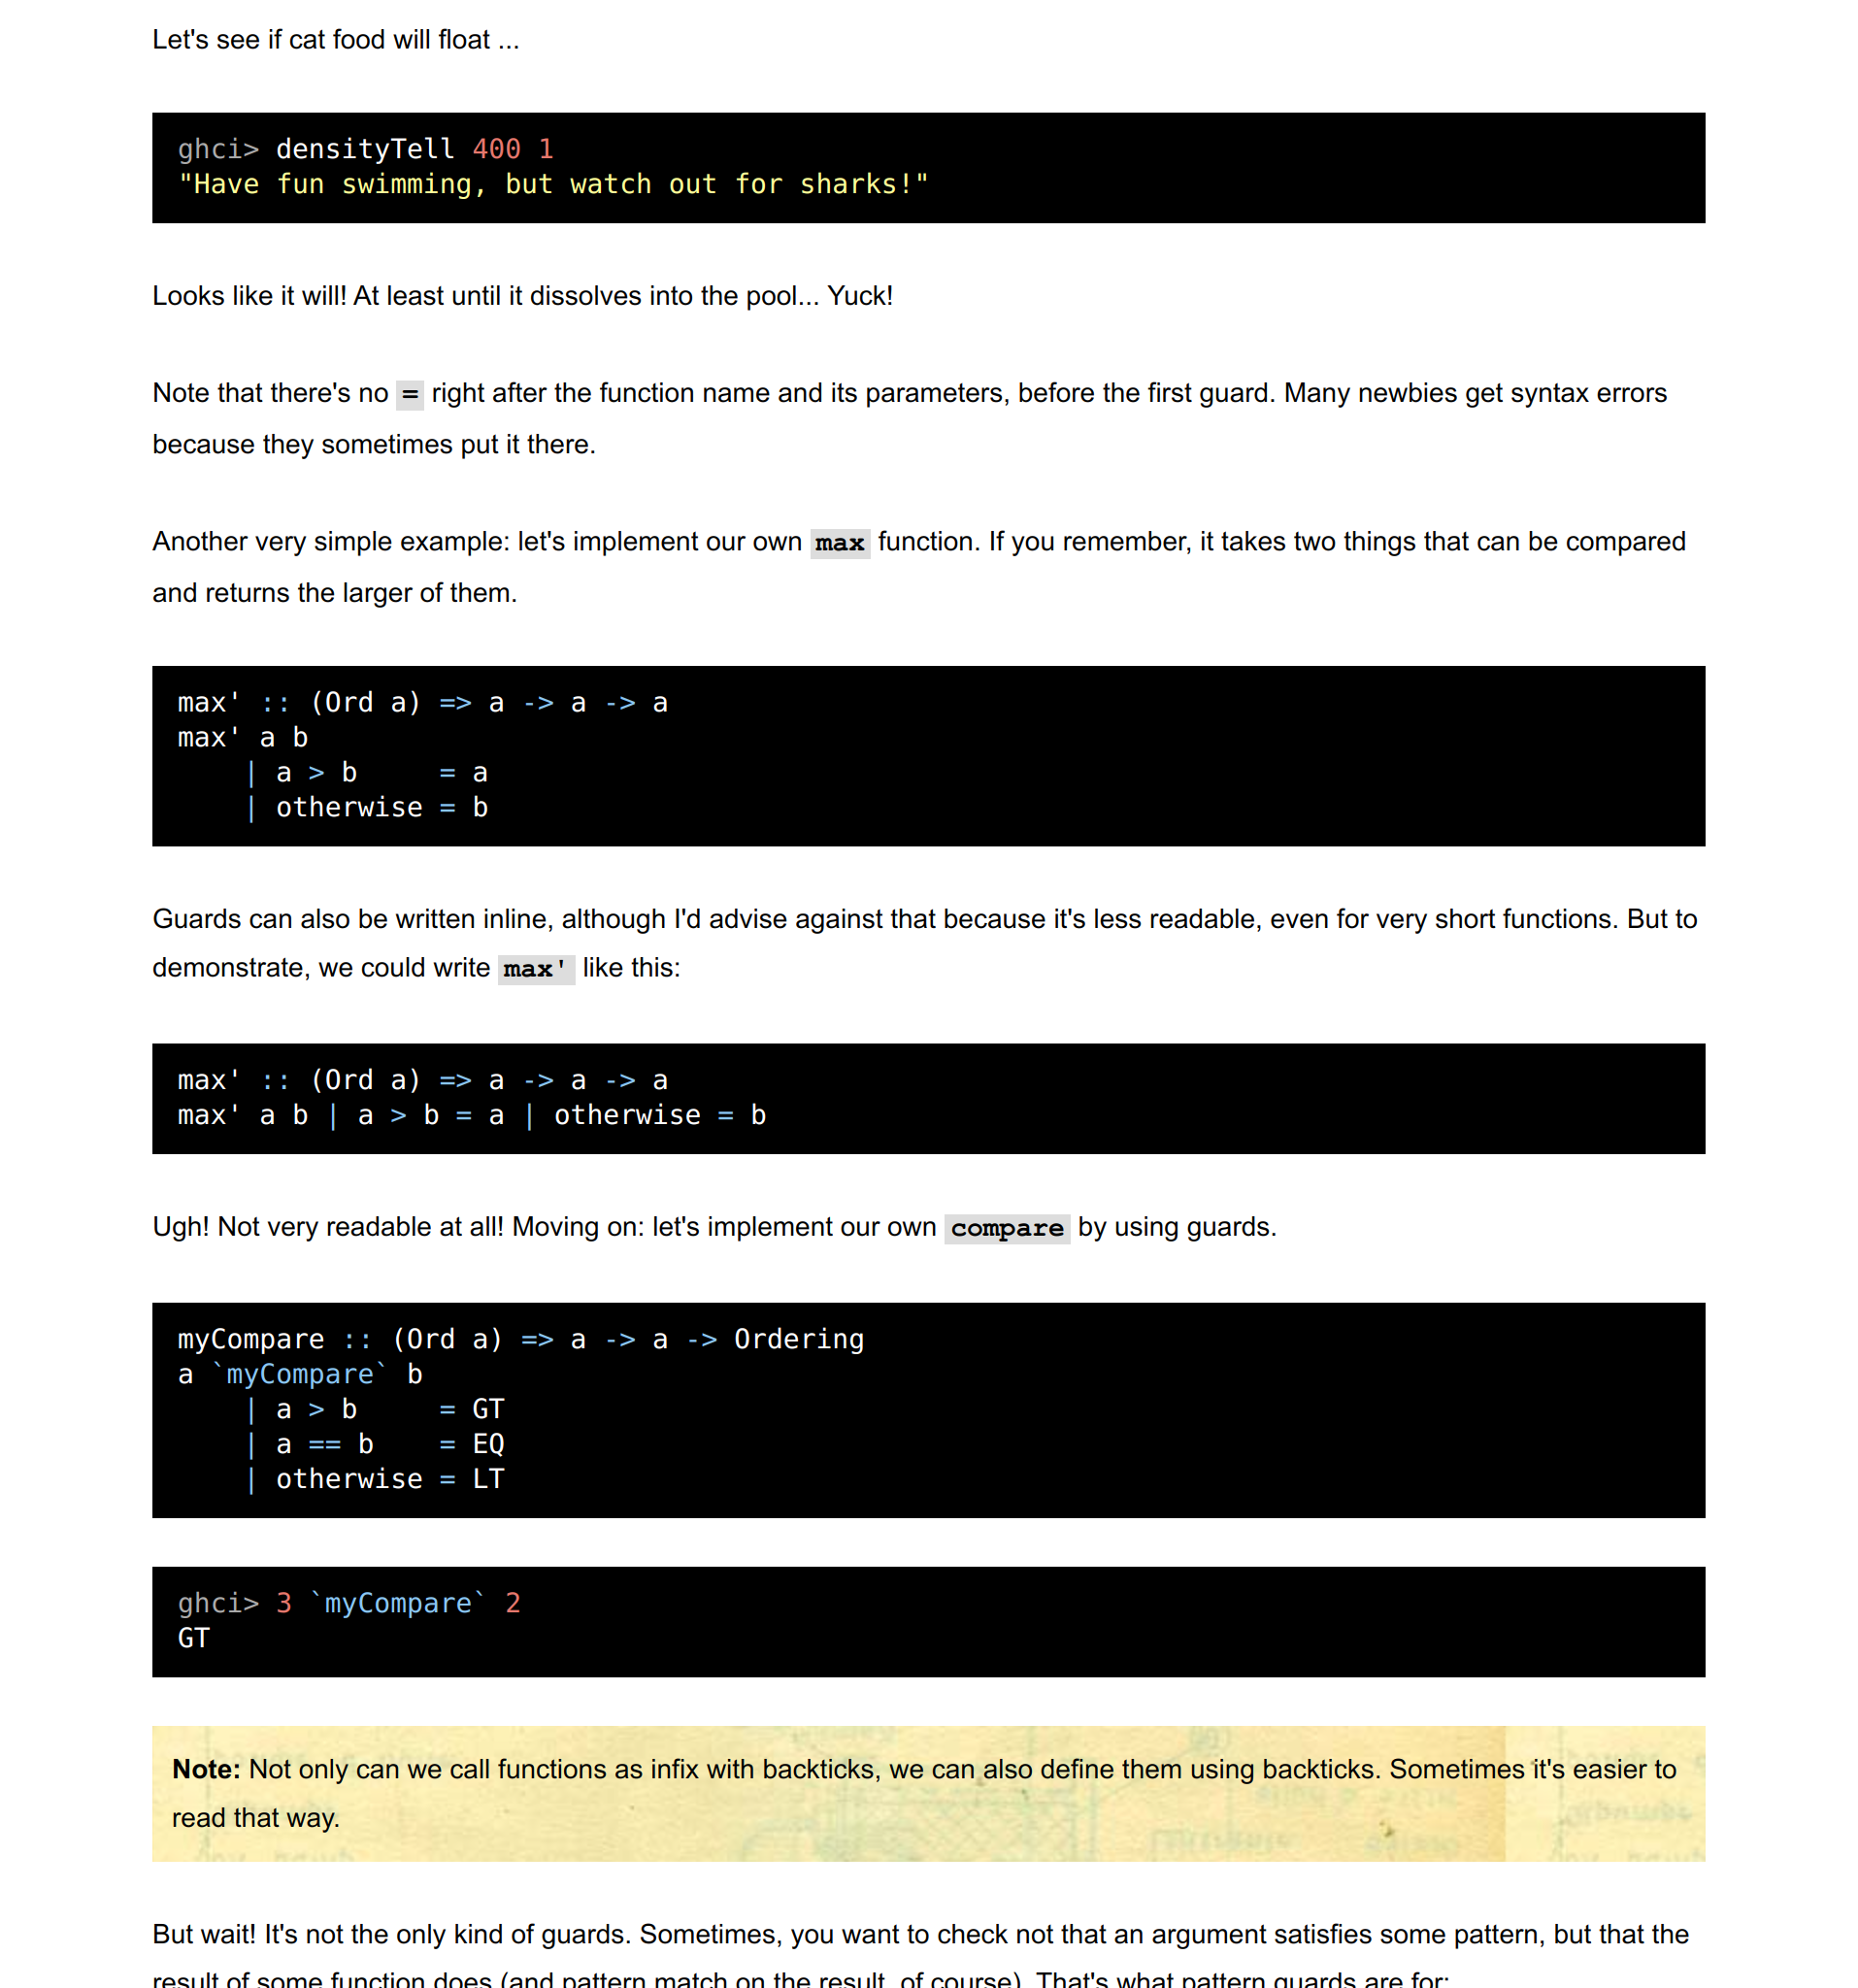 Let's see if cat food will float ...
ghci> densityTell 400 1
"Have fun swimming, but watch out for sharks!"
Looks like it will! At least until it dissolves into the pool... Yuck!
Note that there's no = right after the function name and its parameters, before the first guard. Many newbies get syntax errors
because they sometimes put it there.
Another very simple example: let's implement our own max function. If you remember, it takes two things that can be compared
and returns the larger of them.
max' :: (Ord a) => a -> a -> a
max' a b
    | a > b     = a
    | otherwise = b
Guards can also be written inline, although I'd advise against that because it's less readable, even for very short functions. But to
demonstrate, we could write max' like this:
max' :: (Ord a) => a -> a -> a
max' a b | a > b = a | otherwise = b
Ugh! Not very readable at all! Moving on: let's implement our own compare by using guards.
myCompare :: (Ord a) => a -> a -> Ordering
a `myCompare` b
    | a > b     = GT
    | a == b    = EQ
    | otherwise = LT
ghci> 3 `myCompare` 2
GT
Note: Not only can we call functions as infix with backticks, we can also define them using backticks. Sometimes it's easier to
read that way.
But wait! It's not the only kind of guards. Sometimes, you want to check not that an argument satisfies some pattern, but that the
result of some function does (and pattern match on the result, of course). That's what pattern guards are for: